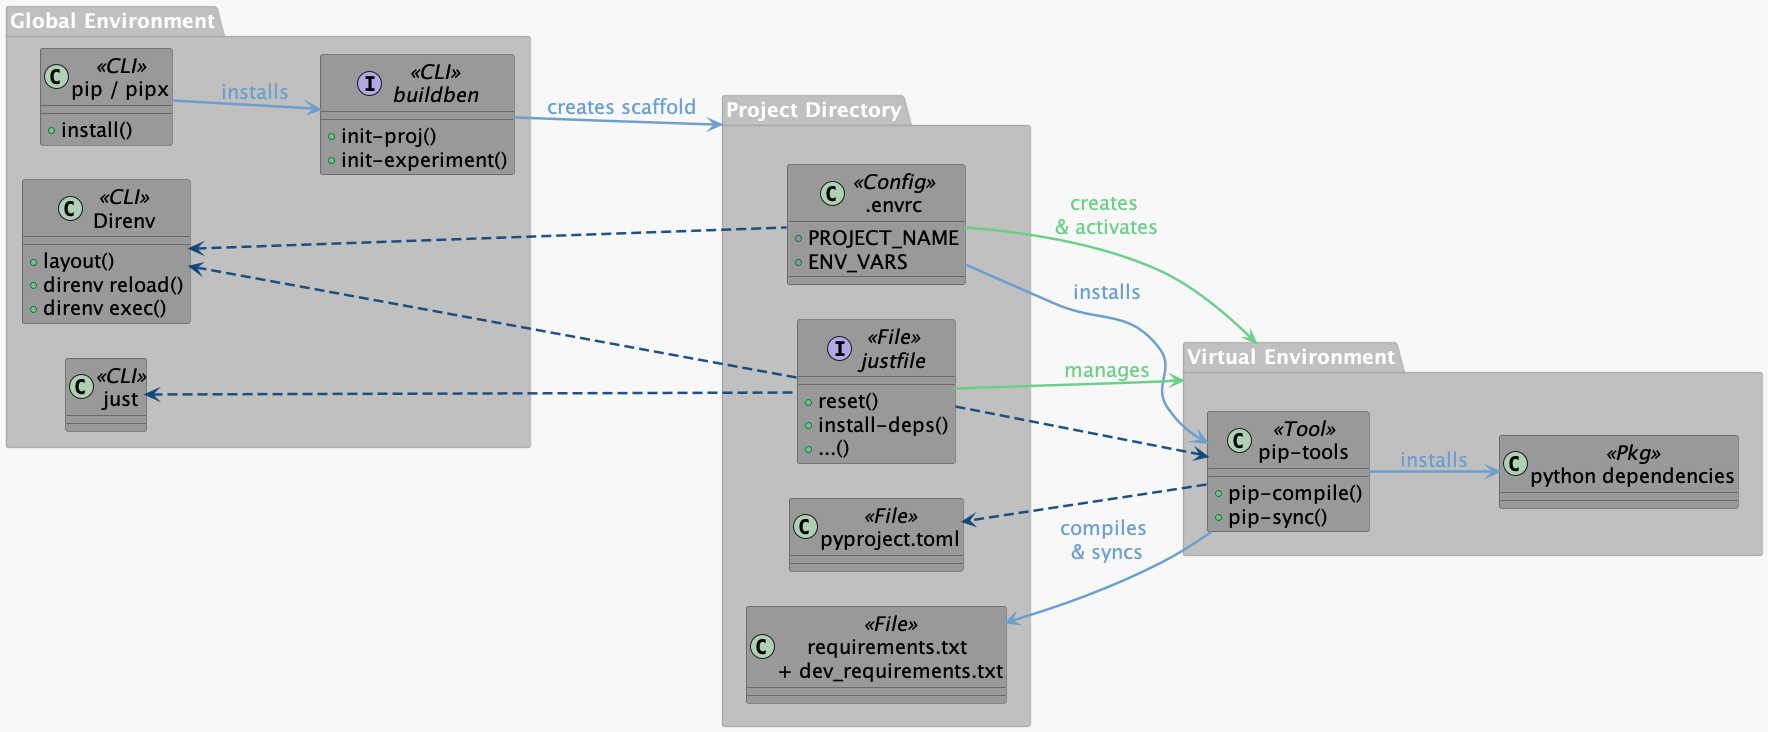 Global Environment
C
«CLI»
pip / pipx
install()
installs
I
«CLI»
buildben
init-proj()
init-experiment()
creates scaffold
C
«CLI»
Direnv
layout()
direnv reload()
direnv exec()
C
«CLI»
just
Project Directory
C
«Config»
.envrc
PROJECT_NAME
ENV_VARS
creates
& activates
installs
I
«File»
justfile
reset()
install-deps()
...()
manages
C
«File»
pyproject.toml
compiles
& syncs
C
«File»
requirements.txt
+ dev_requirements.txt
Virtual Environment
C
«Tool»
pip-tools
pip-compile()
pip-sync()
installs
C
«Pkg»
python dependencies